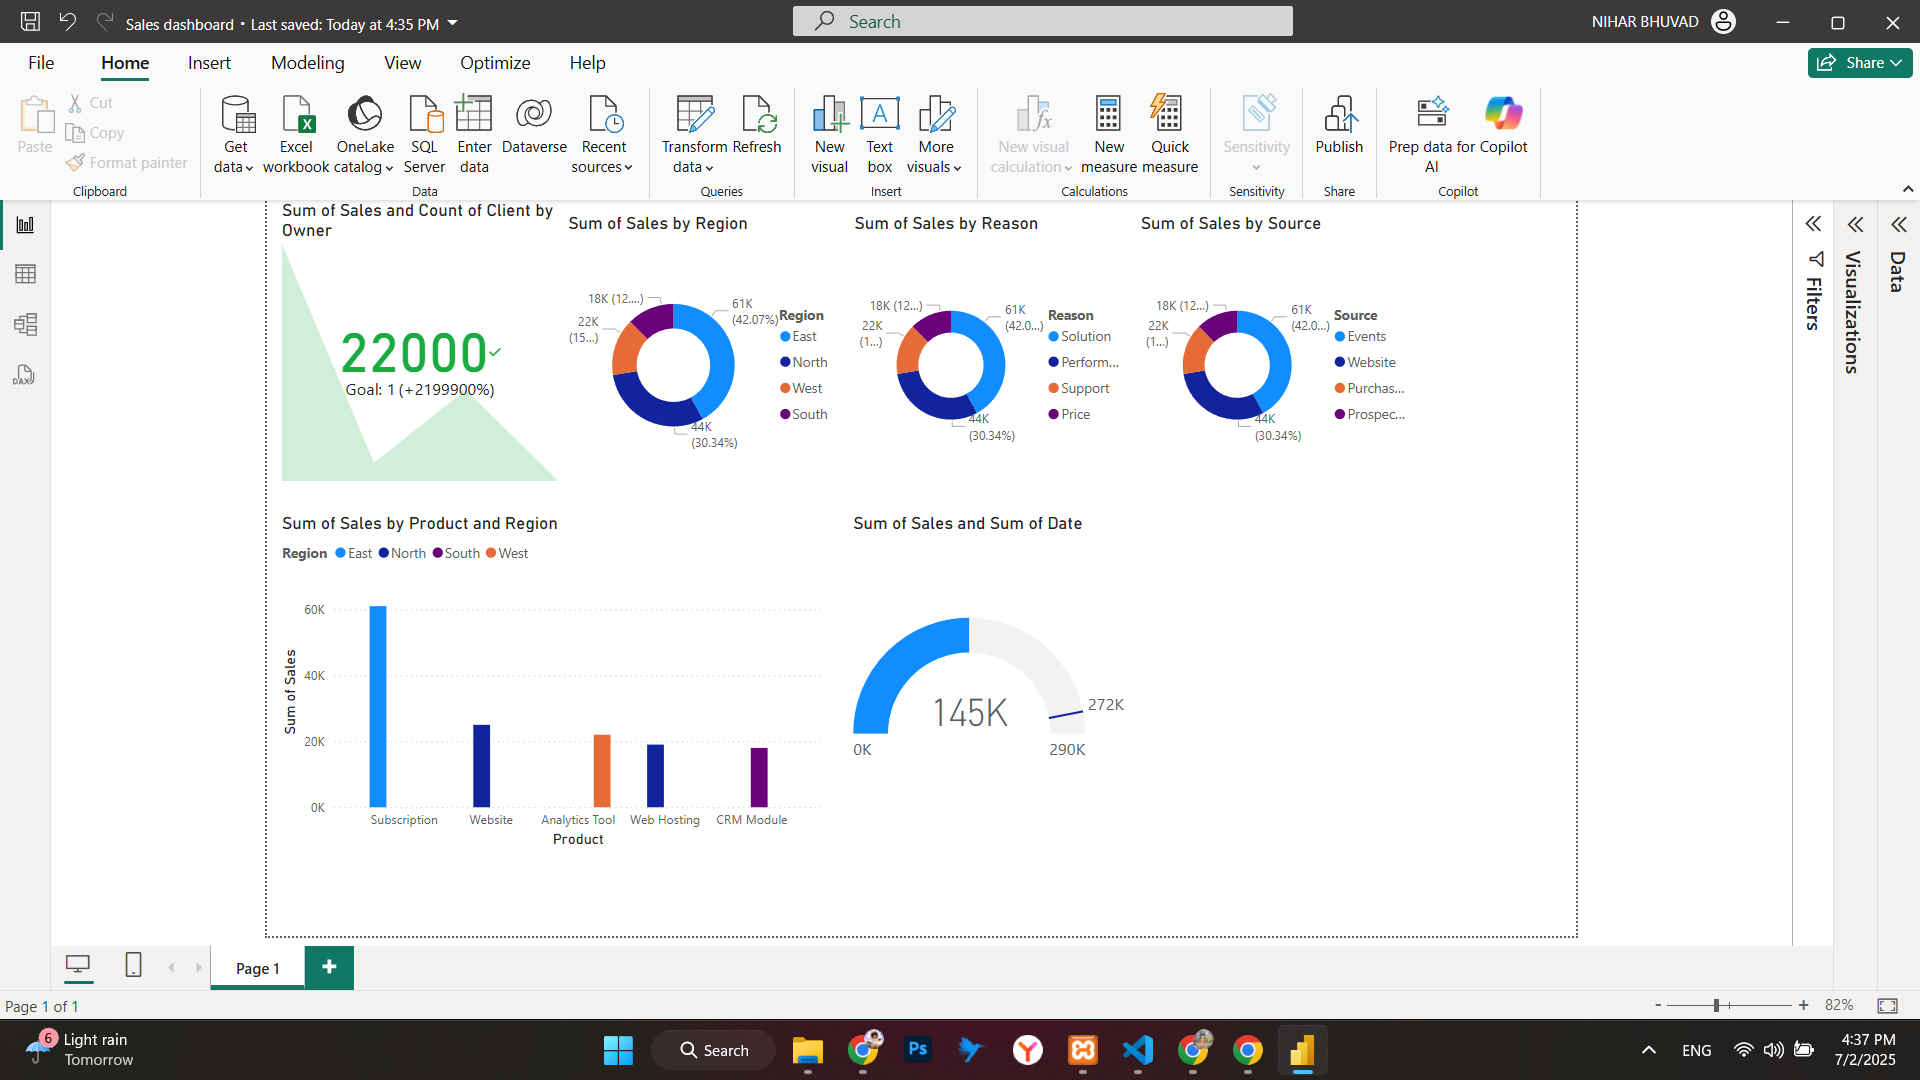 Sales dashboard • Last saved: Today at 4:35 PM
Search
NIHAR BHUVAD
File
Home
Insert
Modeling
View
Optimize
Help
Share
Paste
Cut
Copy
Format painter
Clipboard
Get data
Excel workbook
OneLake catalog
SQL Server
Enter data
Dataverse
Recent sources
Data
Transform data
Refresh
Queries
New visual
Text box
More visuals
Insert
New visual calculation
New measure
Quick measure
Calculations
Sensitivity
Sensitivity
Publish
Share
Prep data for AI
Copilot
Copilot
DAX
Sum of Sales and Count of Client by
Owner
22000
Goal: 1 (+2199900%)
Sum of Sales by Region
18K (12....)
22K
(15...)
61K
(42.07%)
44K
(30.34%)
Region
East
North
West
South
Sum of Sales by Reason
18K (12...)
22K
(1...)
61K
(42.0...)
44K
(30.34%)
Reason
Solution
Perform...
Support
Price
Sum of Sales by Source
18K (12...)
22K
(1...)
61K
(42.0...)
44K
(30.34%)
Source
Events
Website
Purchas...
Prospec...
Sum of Sales by Product and Region
Region East North South West
Sum of Sales
60K
40K
20K
0K
Subscription
Website
Analytics Tool
Web Hosting
CRM Module
Product
Sum of Sales and Sum of Date
145K
272K
0K
290K
Filters
Visualizations
Data
Page 1
Page 1 of 1
- + 82%
6
Light rain
Tomorrow
Search
Ps
ENG
4:37 PM
7/2/2025